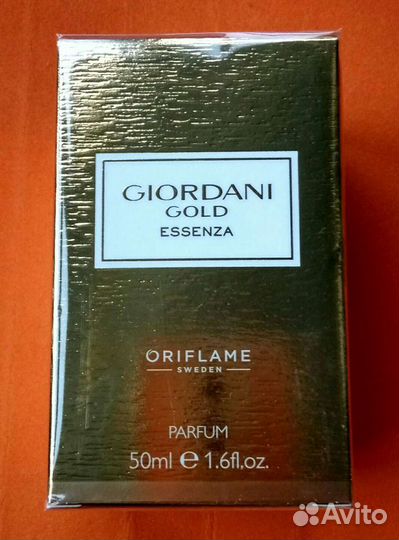 GIORDANI
GOLD
ESSENZA
ORIFLAME
SWEDEN
PARFUM
50ml e 1.6fl.oz.
Avito